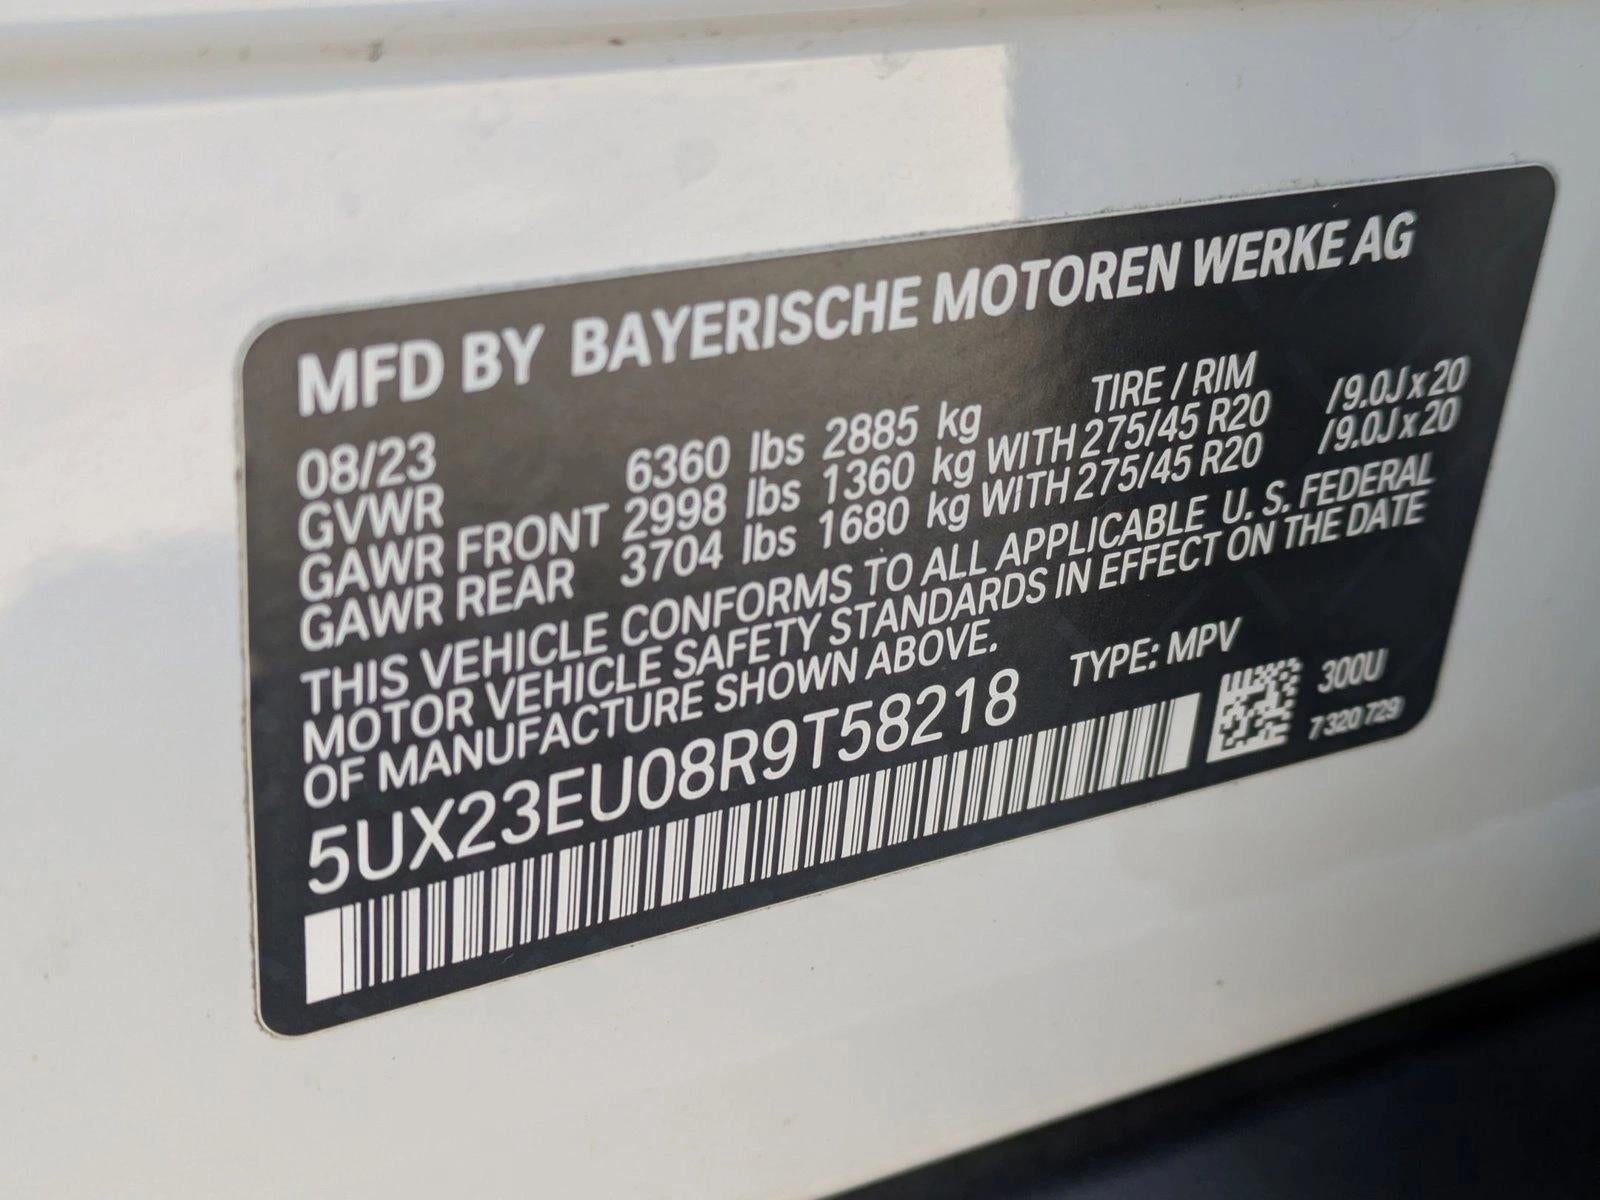 MFD BY BAYERISCHE MOTOREN WERKE AG
08/23 TIRE / RIM
GVWR 6360 lbs 2885 kg
GAWR FRONT 2998 lbs 1360 kg WITH 275/45 R20 /9.0J x 20
GAWR REAR 3704 lbs 1680 kg WITH 275/45 R20 /9.0J x 20
THIS VEHICLE CONFORMS TO ALL APPLICABLE U. S. FEDERAL
MOTOR VEHICLE SAFETY STANDARDS IN EFFECT ON THE DATE
OF MANUFACTURE SHOWN ABOVE.
TYPE: MPV
5UX23EU08R9T58218
300U
7 320 729